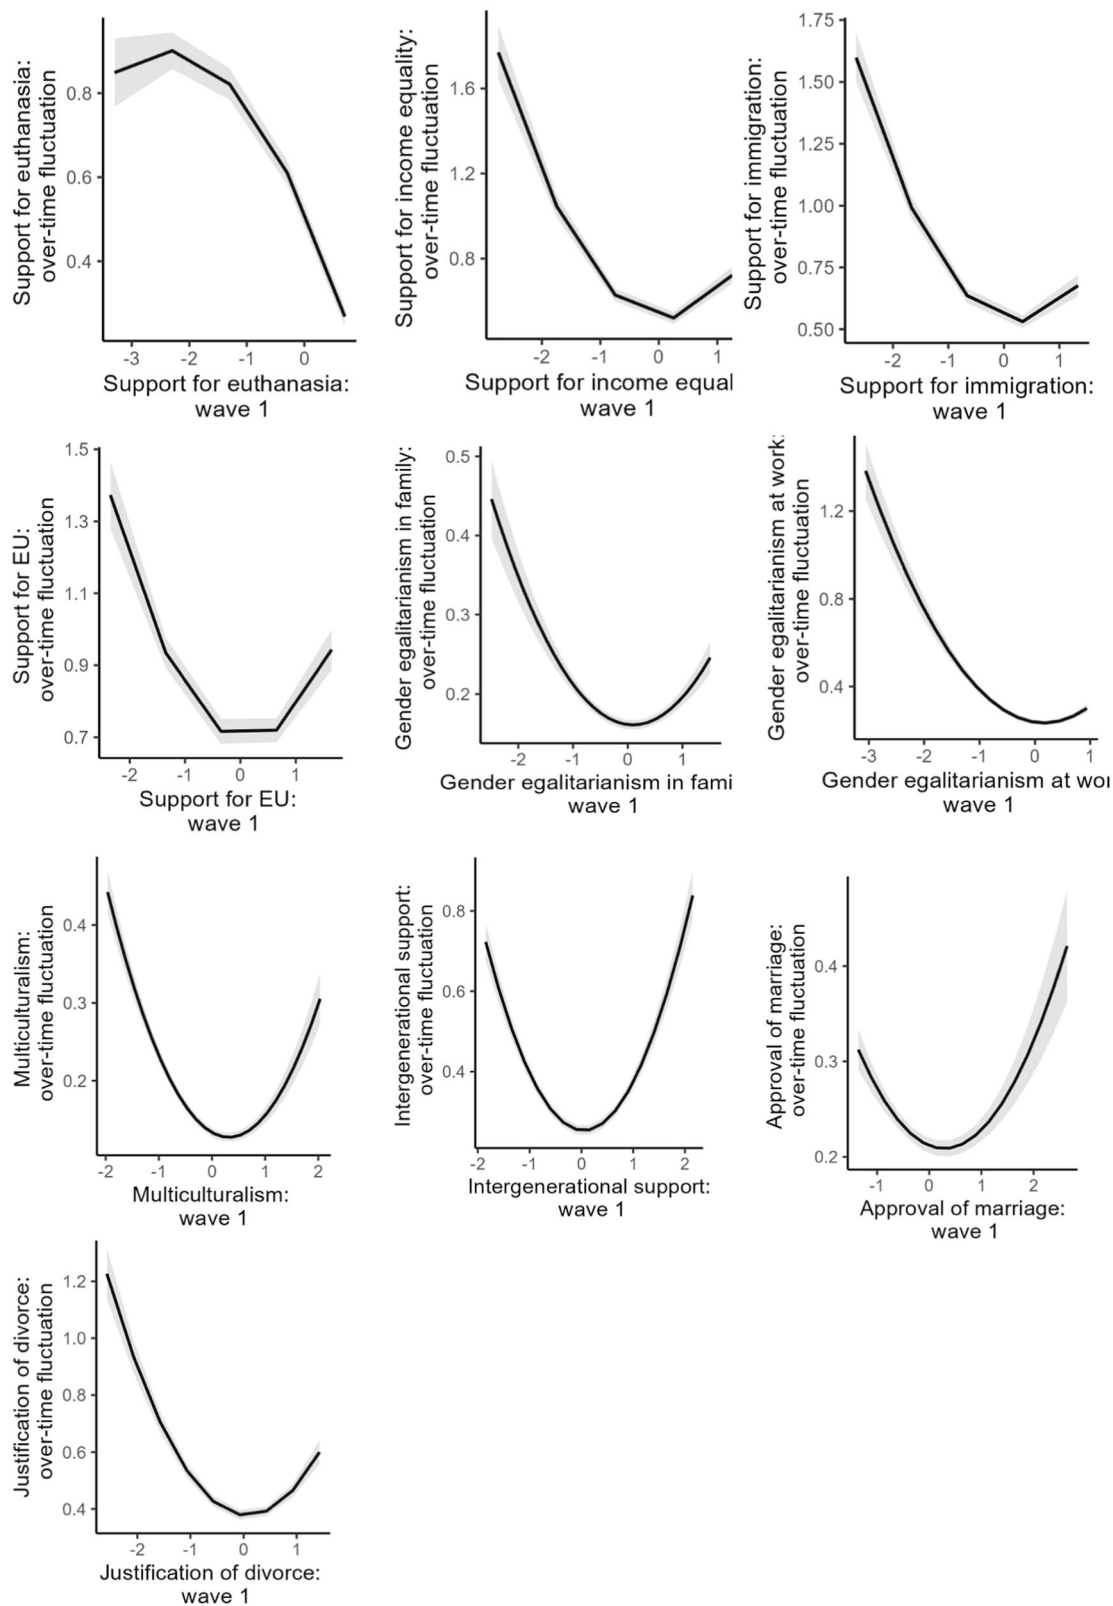 Support for euthanasia:
over-time fluctuation
0.8
0.6
0.4
-3 -2 -1 0
Support for euthanasia:
wave 1
Support for income equality:
over-time fluctuation
1.6
1.2
0.8
-2 -1 0 1
Support for income equal
wave 1
Support for immigration:
over-time fluctuation
1.75
1.50
1.25
1.00
0.75
0.50
-2 -1 0 1
Support for immigration:
wave 1
Support for EU:
over-time fluctuation
1.5
1.3
1.1
0.9
0.7
-2 -1 0 1
Support for EU:
wave 1
Gender egalitarianism in family:
over-time fluctuation
0.5
0.4
0.3
0.2
-2 -1 0 1
Gender egalitarianism in fami
wave 1
Gender egalitarianism at work:
over-time fluctuation
1.2
0.8
0.4
-3 -2 -1 0 1
Gender egalitarianism at wor
wave 1
Multiculturalism:
over-time fluctuation
0.4
0.3
0.2
-2 -1 0 1 2
Multiculturalism:
wave 1
Intergenerational support:
over-time fluctuation
0.8
0.6
0.4
-2 -1 0 1 2
Intergenerational support:
wave 1
Approval of marriage:
over-time fluctuation
0.4
0.3
0.2
-1 0 1 2
Approval of marriage:
wave 1
Justification of divorce:
over-time fluctuation
1.2
1.0
0.8
0.6
0.4
-2 -1 0 1
Justification of divorce:
wave 1